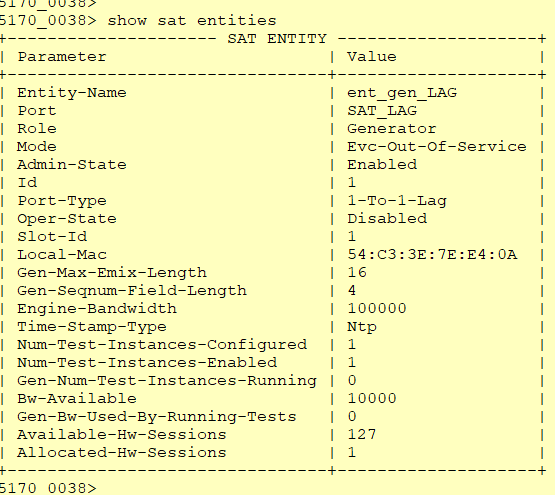 5170_0038>
5170_0038> show sat entities
+--------------------- SAT ENTITY --------------------+
| Parameter | Value |
+--------------------------------+--------------------+
| Entity-Name | ent_gen_LAG |
| Port | SAT_LAG |
| Role | Generator |
| Mode | Evc-Out-Of-Service |
| Admin-State | Enabled |
| Id | 1 |
| Port-Type | 1-To-1-Lag |
| Oper-State | Disabled |
| Slot-Id | 1 |
| Local-Mac | 54:C3:3E:7E:E4:0A |
| Gen-Max-Emix-Length | 16 |
| Gen-Seqnum-Field-Length | 4 |
| Engine-Bandwidth | 100000 |
| Time-Stamp-Type | Ntp |
| Num-Test-Instances-Configured | 1 |
| Num-Test-Instances-Enabled | 1 |
| Gen-Num-Test-Instances-Running | 0 |
| Bw-Available | 10000 |
| Gen-Bw-Used-By-Running-Tests | 0 |
| Available-Hw-Sessions | 127 |
| Allocated-Hw-Sessions | 1 |
+--------------------------------+--------------------+
5170_0038>